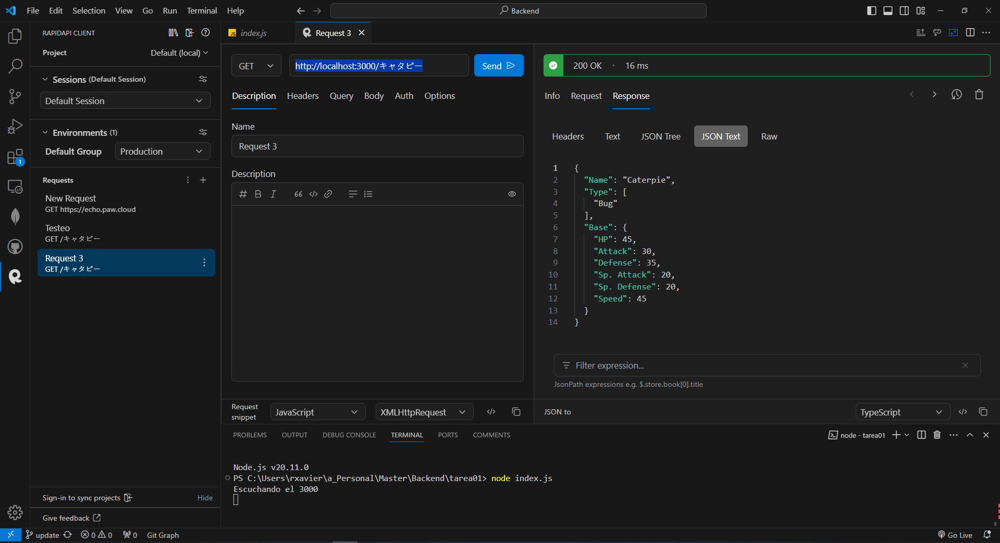 File Edit Selection View Go Run Terminal Help
Backend
RAPIDAPI CLIENT
Project Default (local)
Sessions (Default Session)
Default Session
Environments (1)
Default Group Production
Requests
New Request
GET https://echo.paw.cloud
Testeo
GET /キャタピー
Request 3
GET /キャタピー
Sign-in to sync projects Hide
Give feedback
1
JS index.js Request 3
GET http://localhost:3000/キャタピー Send
Description Headers Query Body Auth Options
Name
Request 3
Description
Request snippet JavaScript XMLHttpRequest
200 OK · 16 ms
Info Request Response
Headers Text JSON Tree JSON Text Raw
1 {
2 "Name": "Caterpie",
3 "Type": [
4 "Bug"
5 ],
6 "Base": {
7 "HP": 45,
8 "Attack": 30,
9 "Defense": 35,
10 "Sp. Attack": 20,
11 "Sp. Defense": 20,
12 "Speed": 45
13 }
14 }
Filter expression...
JsonPath expressions e.g. $.store.book[0].title
JSON to TypeScript
PROBLEMS OUTPUT DEBUG CONSOLE TERMINAL PORTS COMMENTS node - tarea01
Node.js v20.11.0
PS C:\Users\rxavier\a_Personal\Master\Backend\tarea01> node index.js
Escuchando el 3000
update 0 0 0 Git Graph Go Live